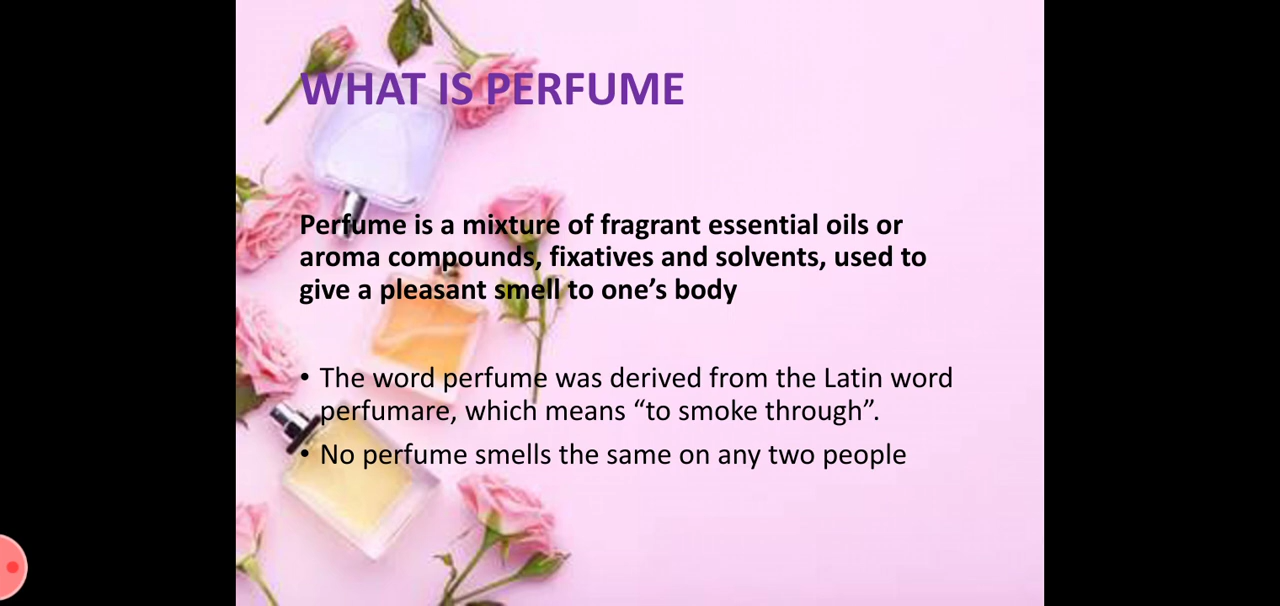 WHAT IS PERFUME
Perfume is a mixture of fragrant essential oils or
aroma compounds, fixatives and solvents, used to
give a pleasant smell to one’s body
• The word perfume was derived from the Latin word
perfumare, which means “to smoke through”.
• No perfume smells the same on any two people